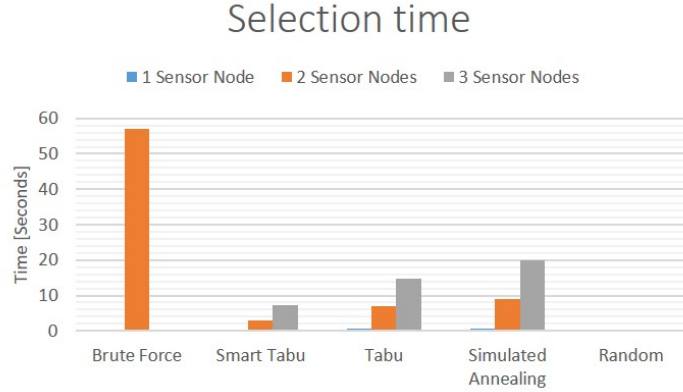 Selection time
1 Sensor Node 2 Sensor Nodes 3 Sensor Nodes
Time [Seconds]
60
50
40
30
20
10
0
Brute Force Smart Tabu Tabu Simulated Annealing Random